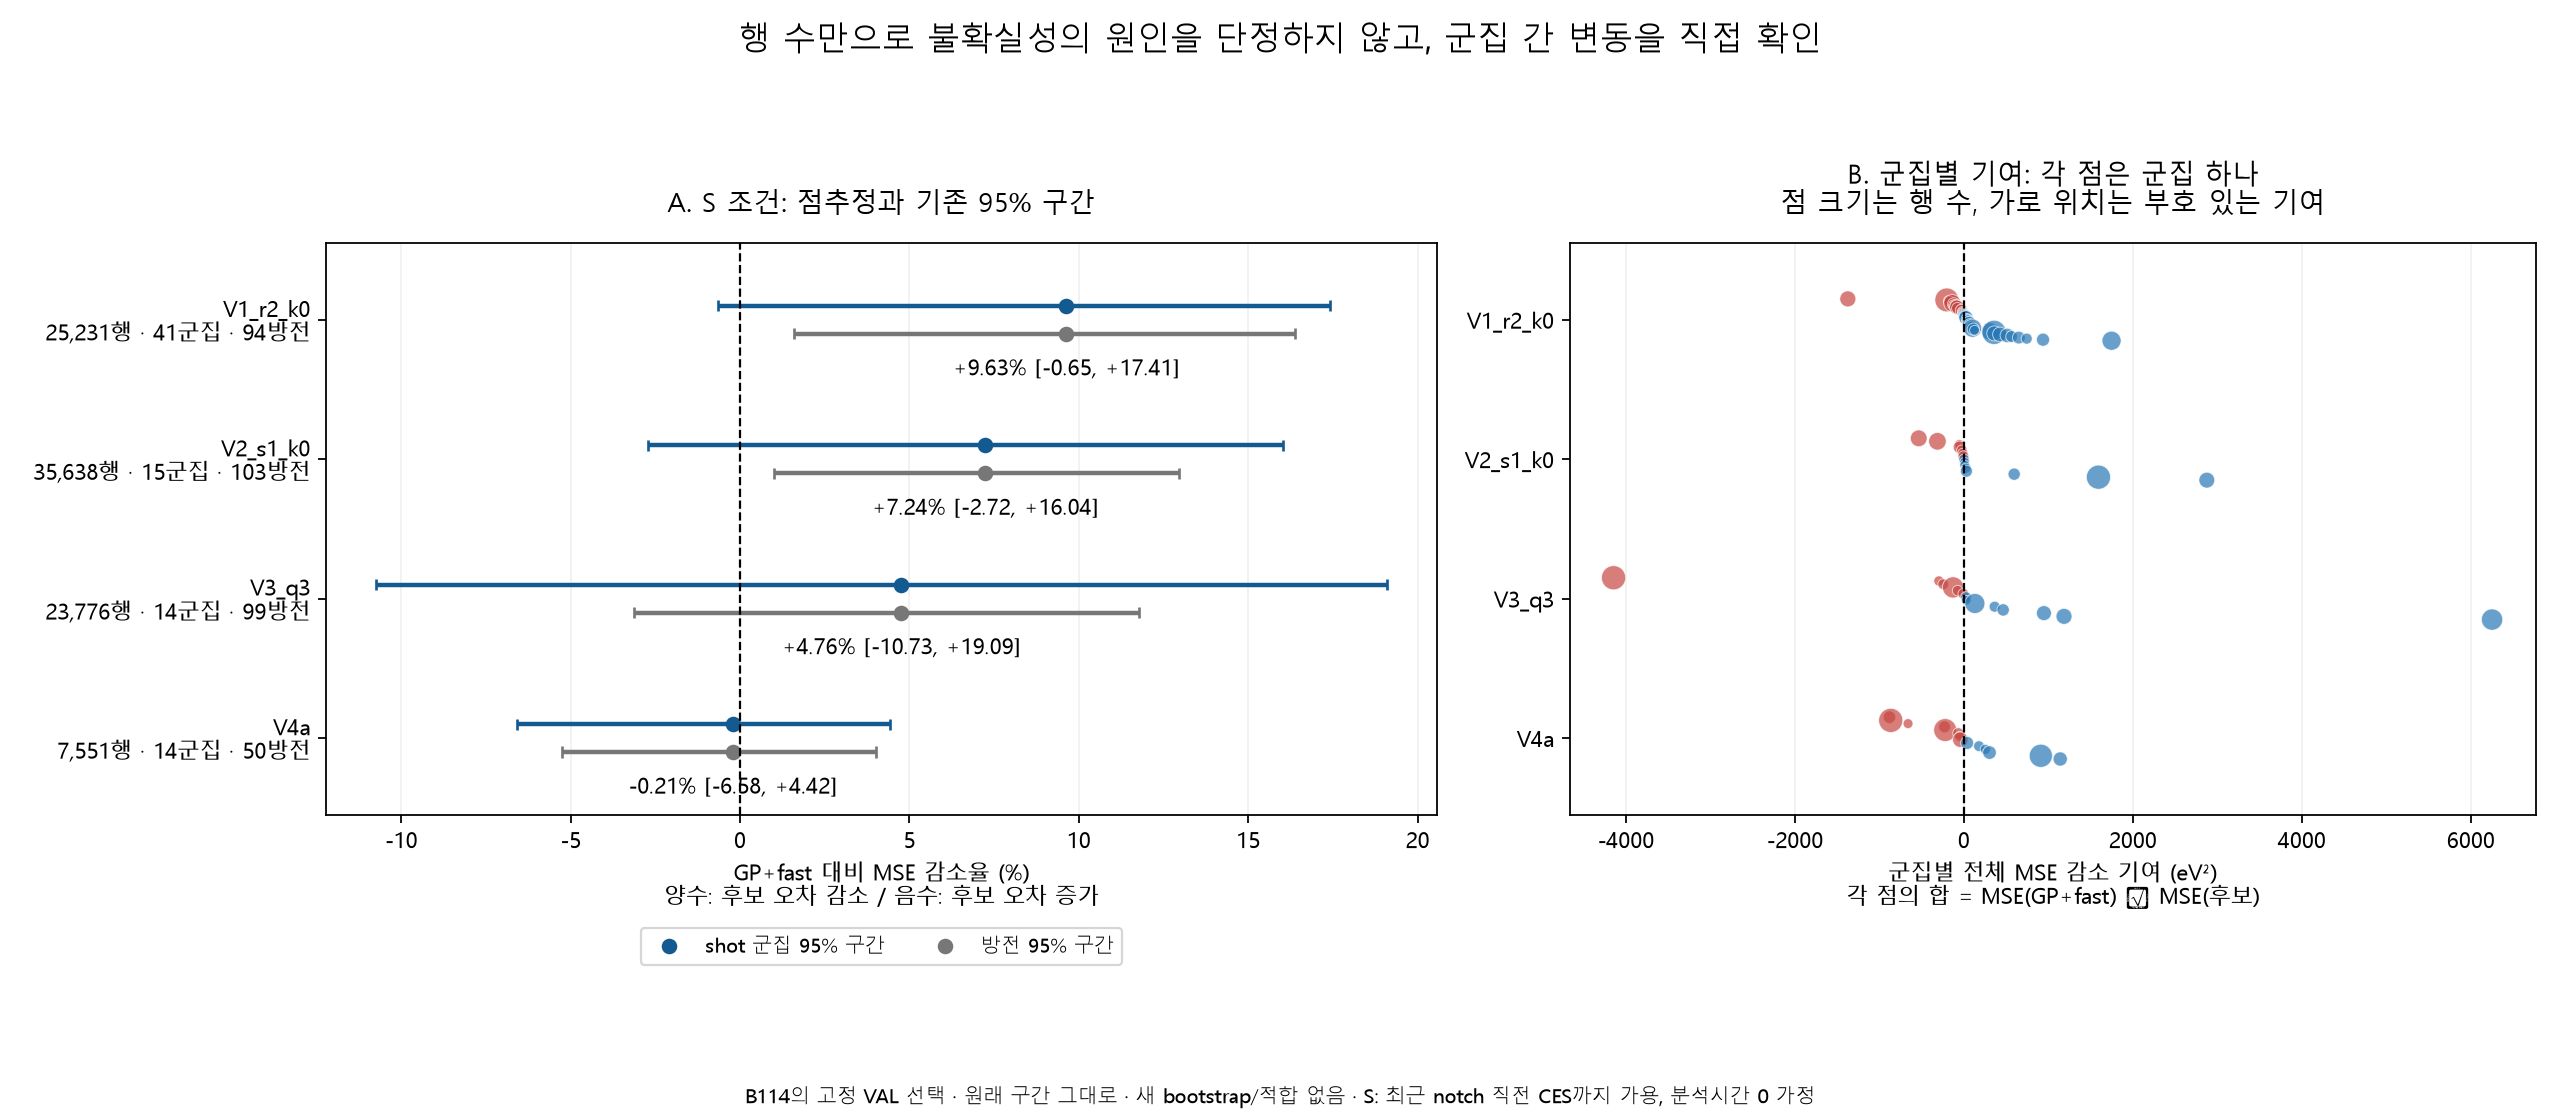 행 수만으로 불확실성의 원인을 단정하지 않고, 군집 간 변동을 직접 확인
A. S 조건: 점추정과 기존 95% 구간
V1_r2_k0
25,231행 · 41군집 · 94방전
+9.63% [-0.65, +17.41]
V2_s1_k0
35,638행 · 15군집 · 103방전
+7.24% [-2.72, +16.04]
V3_q3
23,776행 · 14군집 · 99방전
+4.76% [-10.73, +19.09]
V4a
7,551행 · 14군집 · 50방전
-0.21% [-6.58, +4.42]
-10 -5 0 5 10 15 20
GP+fast 대비 MSE 감소율 (%)
양수: 후보 오차 감소 / 음수: 후보 오차 증가
shot 군집 95% 구간 방전 95% 구간
B. 군집별 기여: 각 점은 군집 하나
점 크기는 행 수, 가로 위치는 부호 있는 기여
V1_r2_k0
V2_s1_k0
V3_q3
V4a
-4000 -2000 0 2000 4000 6000
군집별 전체 MSE 감소 기여 (eV²)
각 점의 합 = MSE(GP+fast) MSE(후보)
B114의 고정 VAL 선택 · 원래 구간 그대로 · 새 bootstrap/적합 없음 · S: 최근 notch 직전 CES까지 가용, 분석시간 0 가정